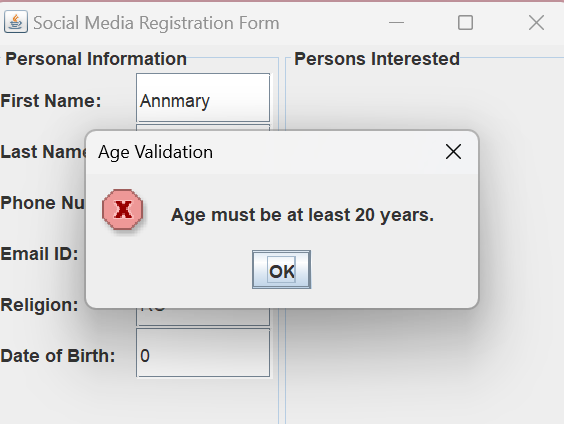 Social Media Registration Form
Personal Information
Persons Interested
First Name:
Annmary
Last Name
Age Validation
Phone Nu
X
Age must be at least 20 years.
Email ID:
OK
Religion:
Date of Birth:
0